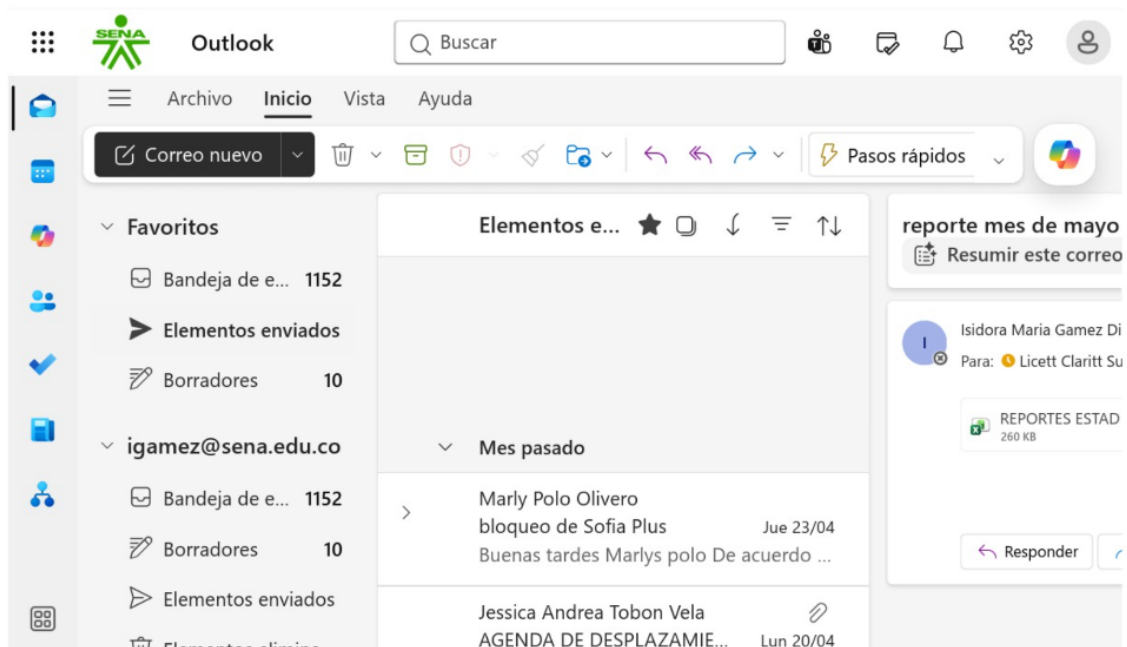 SENA
Outlook
Buscar
Archivo Inicio Vista Ayuda
Correo nuevo
Pasos rápidos
Favoritos
Bandeja de e... 1152
Elementos enviados
Borradores 10
igamez@sena.edu.co
Bandeja de e... 1152
Borradores 10
Elementos enviados
Elementos e...
Mes pasado
Marly Polo Olivero
bloqueo de Sofia Plus Jue 23/04
Buenas tardes Marlys polo De acuerdo ...
Jessica Andrea Tobon Vela
AGENDA DE DESPLAZAMIE... Lun 20/04
reporte mes de mayo
Resumir este correo
I
Isidora Maria Gamez Di
Para: Licett Claritt Su
REPORTES ESTAD
260 KB
Responder